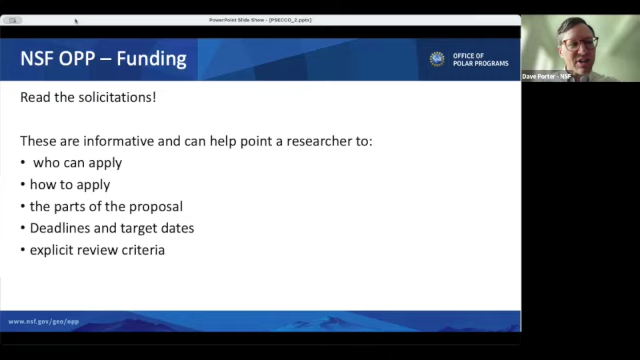 PowerPoint Slide Show - [PSECCO_2.pptx]
NSF OPP – Funding
OFFICE OF
POLAR PROGRAMS
Dave Porter - NSF
Read the solicitations!
These are informative and can help point a researcher to:
• who can apply
• how to apply
• the parts of the proposal
• Deadlines and target dates
• explicit review criteria
www.nsf.gov/geo/opp